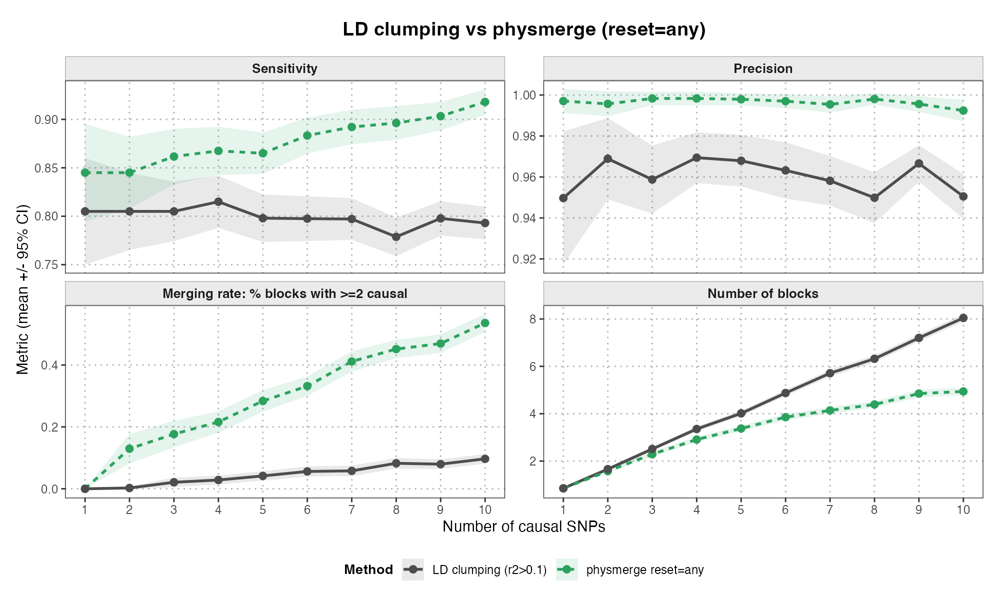 LD clumping vs physmerge (reset=any)
Sensitivity
Precision
0.90
0.85
0.80
0.75
1.00
0.98
0.96
0.94
0.92
Merging rate: % blocks with >=2 causal
Number of blocks
0.4
0.2
0.0
8
6
4
2
1 2 3 4 5 6 7 8 9 10
1 2 3 4 5 6 7 8 9 10
Metric (mean +/- 95% CI)
Number of causal SNPs
Method LD clumping (r2>0.1) physmerge reset=any